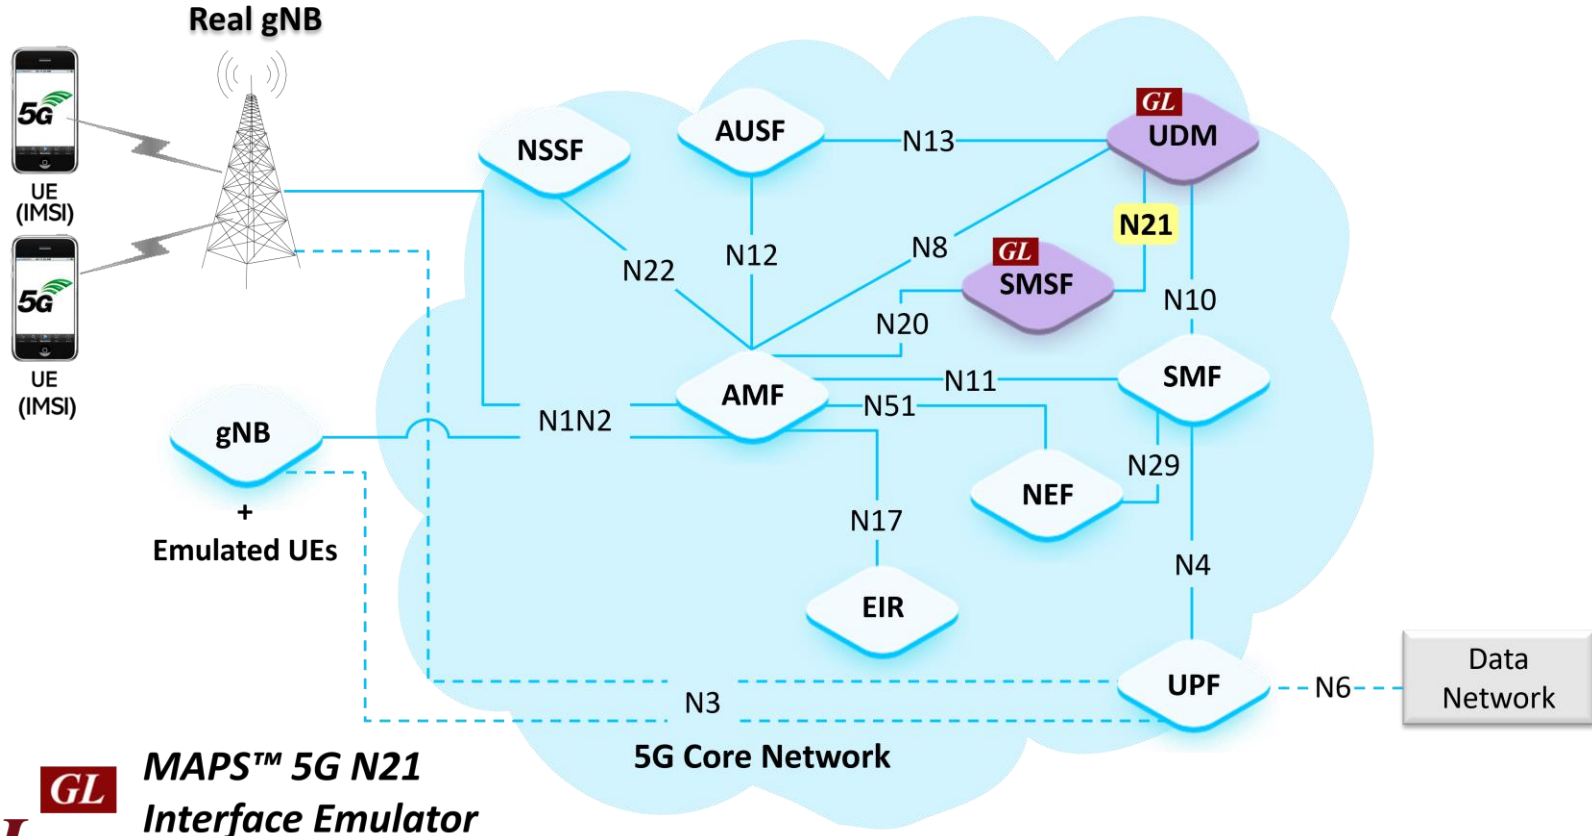 Real gNB
5G
UE
(IMSI)
5G
UE
(IMSI)
NSSF
AUSF
N13
GL
UDM
N21
N22
N12
N8
GL
SMSF
N20
N10
AMF
N11
SMF
N51
N1N2
gNB
+
Emulated UEs
N29
NEF
N17
N4
EIR
UPF
N6
Data
Network
N3
5G Core Network
GL
MAPS™ 5G N21
Interface Emulator